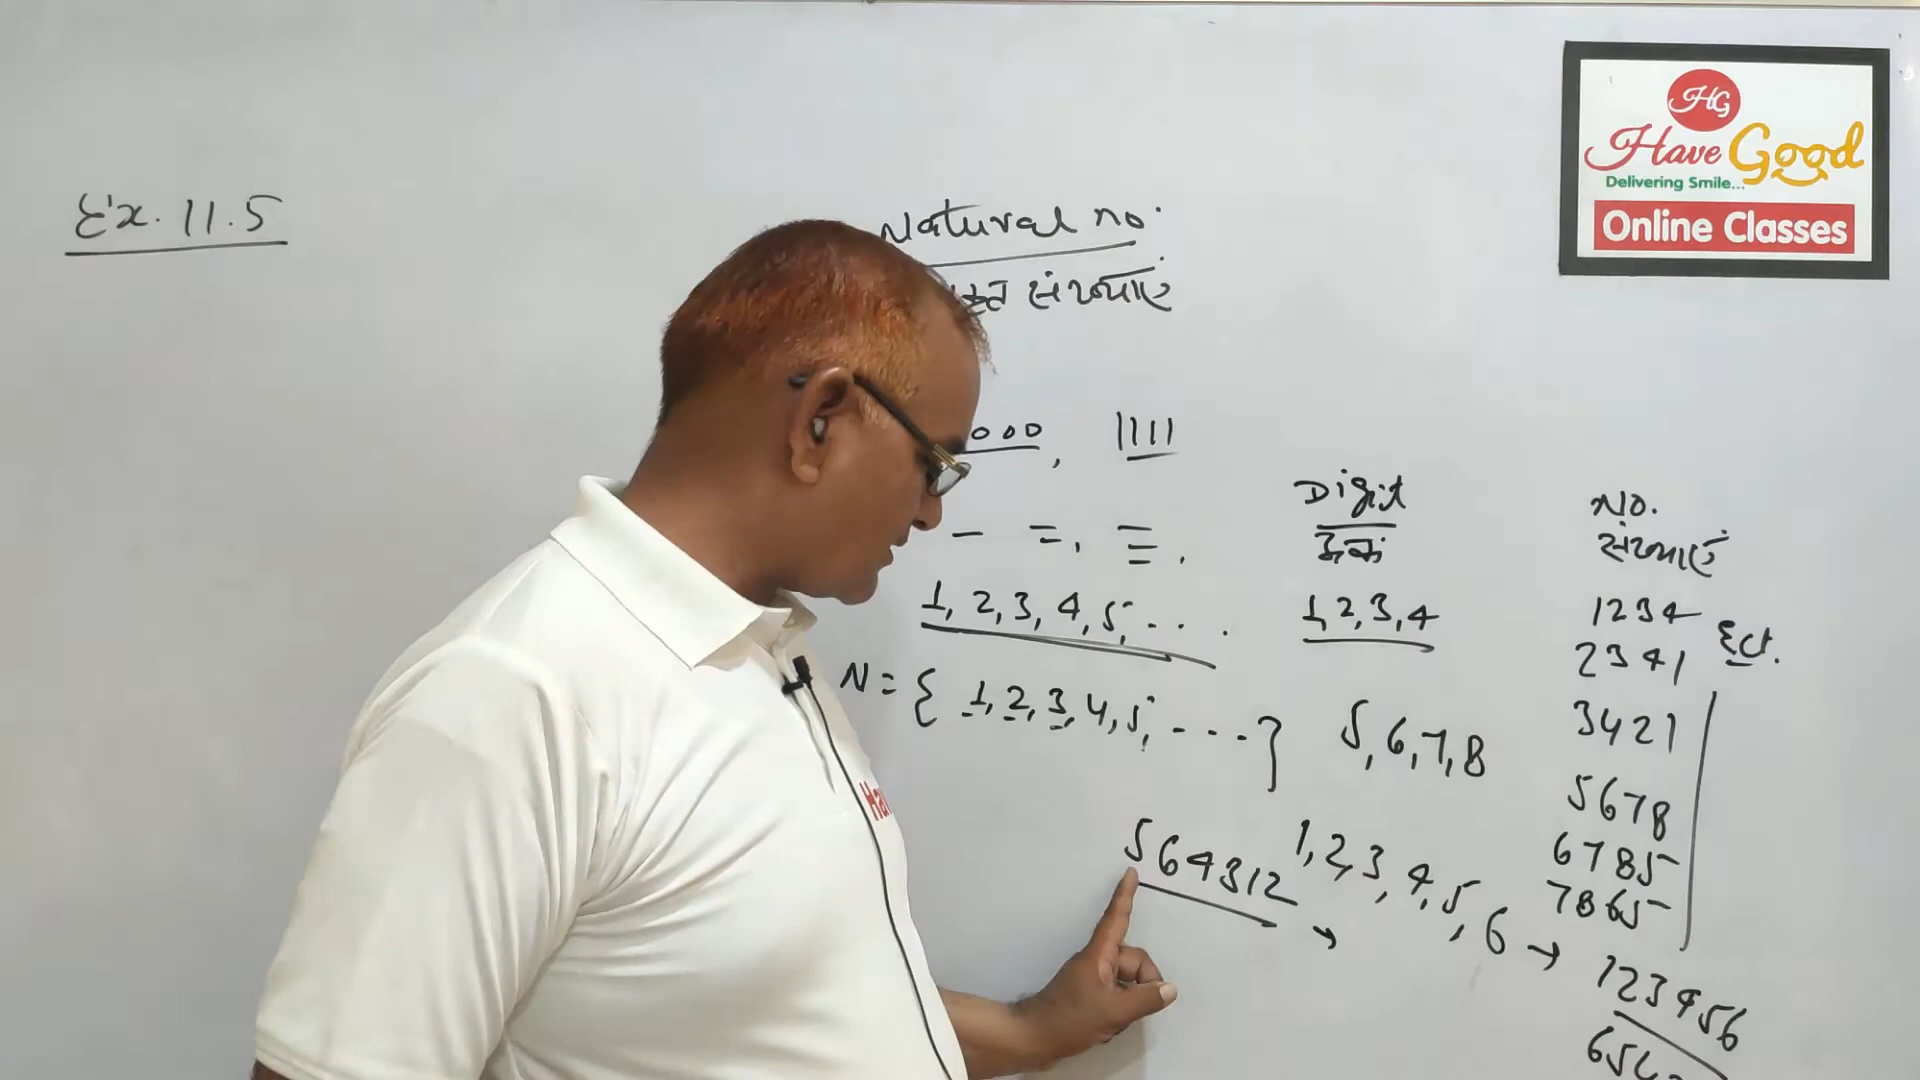 Ex. 11.5
Natural no.
संख्याएं
000, 1111
- =, ≡.
1, 2, 3, 4, 5, ...
N = { 1, 2, 3, 4, 5, ---- }
Digit
अंक
1, 2, 3, 4
5, 6, 7, 8
1, 2, 3, 4, 5, 6 →
564312 →
No.
संख्याएं
1234
2341
3421
5678
6785
7865
123456
HG
Have Good
Delivering Smile...
Online Classes